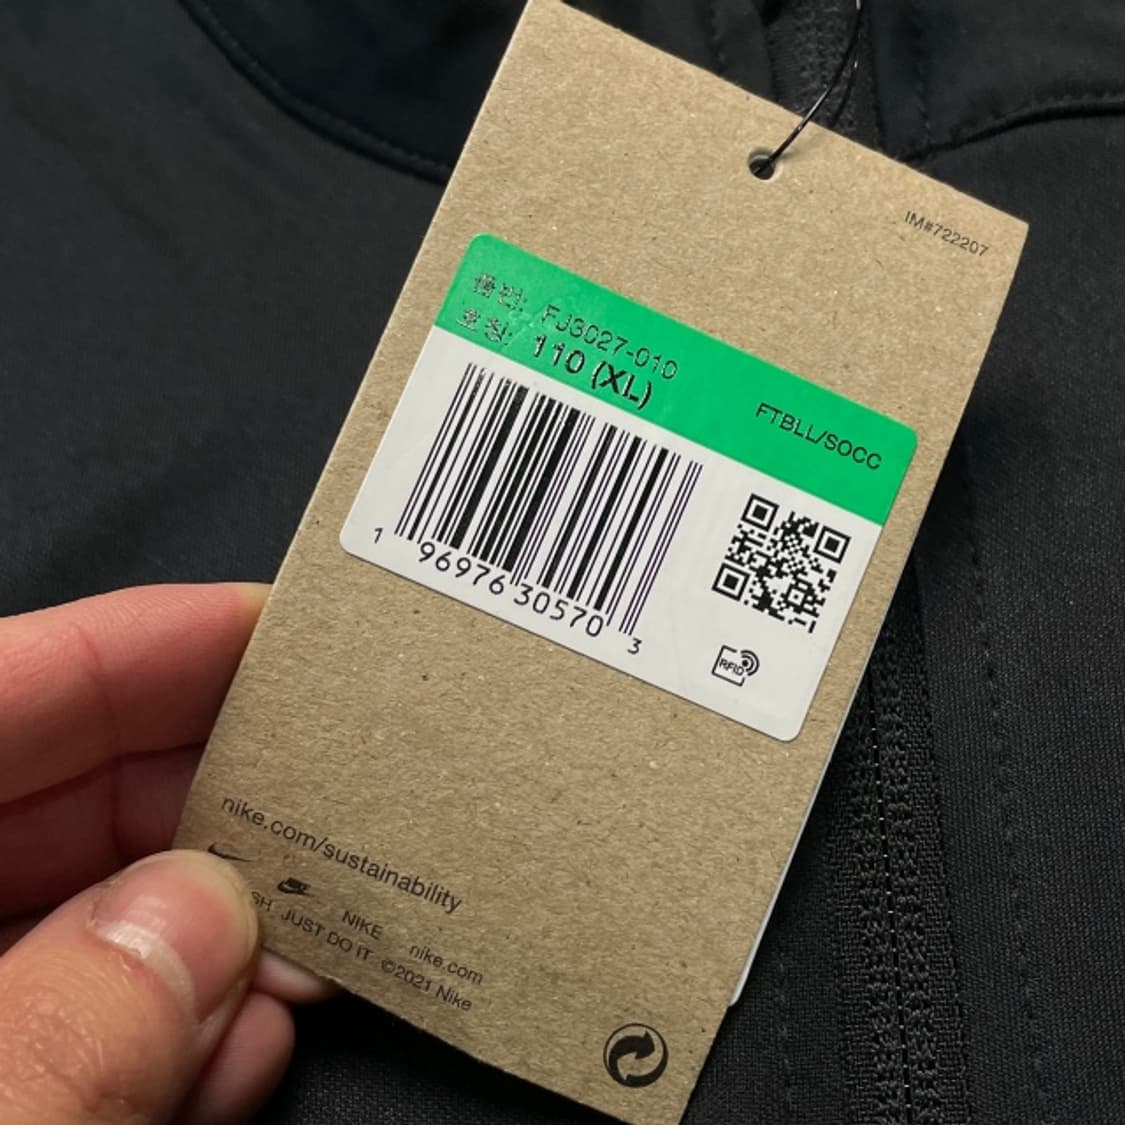 IM#722207
품번: FJ3027-010
호칭: 110 (XL)
FTBLL/SOCC
1 96976 30570 3
RFID
nike.com/sustainability
SH JUST DO IT NIKE
©2021 Nike nike.com